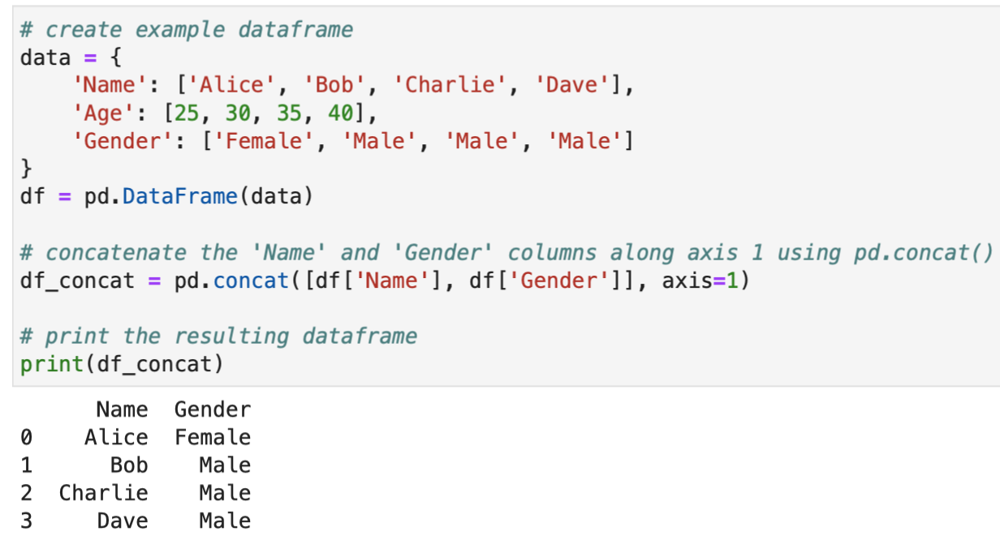 # create example dataframe
data = {
    'Name': ['Alice', 'Bob', 'Charlie', 'Dave'],
    'Age': [25, 30, 35, 40],
    'Gender': ['Female', 'Male', 'Male', 'Male']
}
df = pd.DataFrame(data)

# concatenate the 'Name' and 'Gender' columns along axis 1 using pd.concat()
df_concat = pd.concat([df['Name'], df['Gender']], axis=1)

# print the resulting dataframe
print(df_concat)

      Name  Gender
0    Alice  Female
1      Bob    Male
2  Charlie    Male
3     Dave    Male